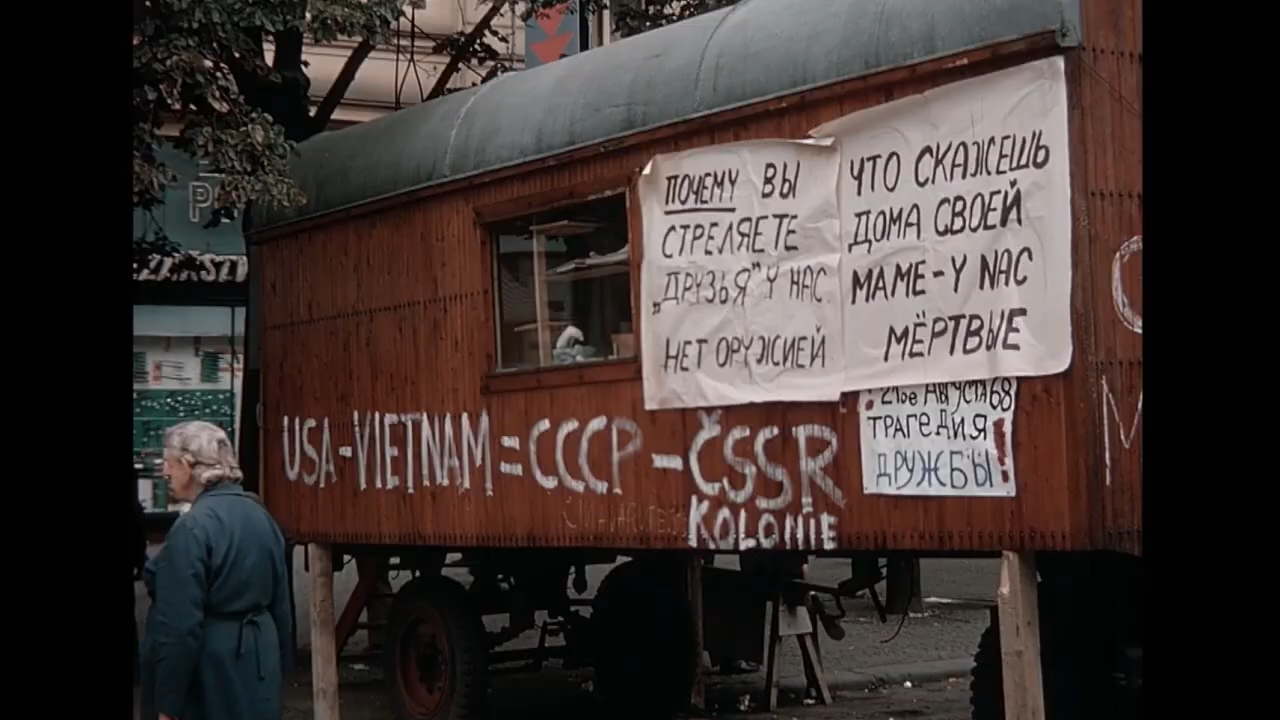 ПОЧЕМУ ВЫ
СТРЕЛЯЕТЕ
„ДРУЗЬЯ" У НАС
НЕТ ОРУЖИЕЙ
ЧТО СКАЖЕШЬ
ДОМА СВОЕЙ
МАМЕ-У NАС
МЁРТВЫЕ
! 21ое АВГУСТА 68
ТРАГЕДИЯ
ДРУЖБЫ!
USA-VIETNAM=CCCP-ČSSR
KOLONIE